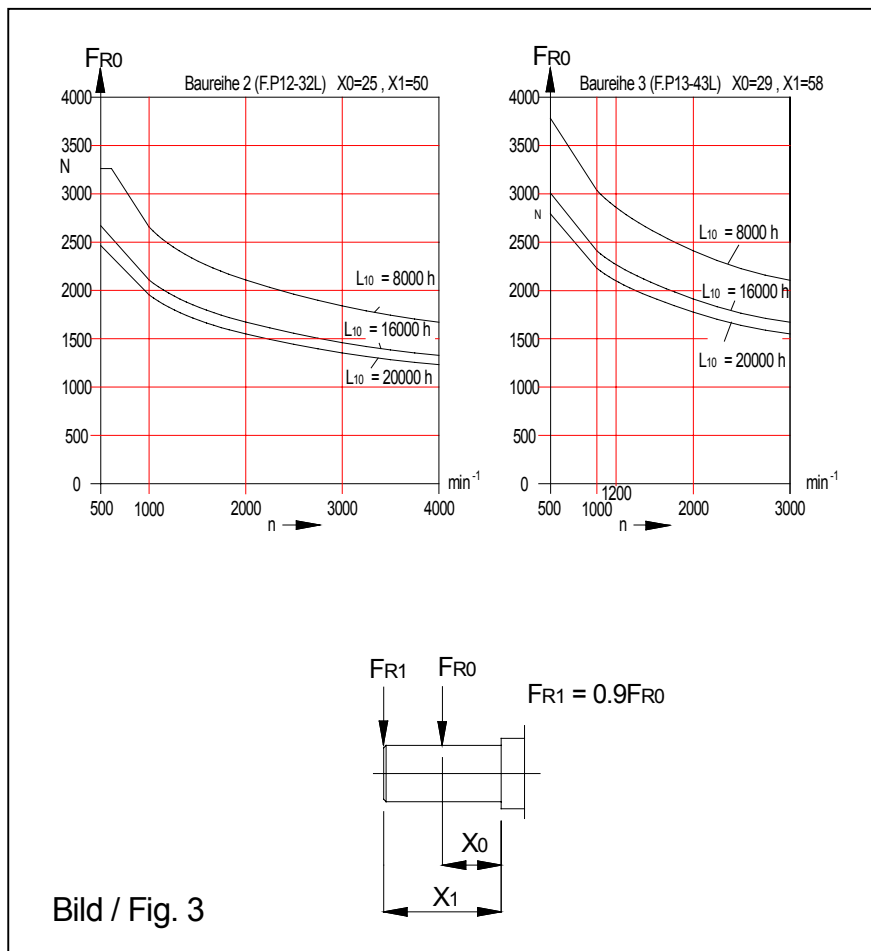 FR0
Baureihe 2 (F.P12-32L) X0=25 , X1=50
4000
3500
N
3000
2500
2000
1500
1000
500
0
L10 = 8000 h
L10 = 16000 h
L10 = 20000 h
min-1
500 1000 2000 3000 4000
n
FR0
Baureihe 3 (F.P13-43L) X0=29 , X1=58
4000
3500
3000
N
2500
2000
1500
1000
500
0
L10 = 8000 h
L10 = 16000 h
L10 = 20000 h
min-1
500 1000 1200 2000 3000
n
FR1 FR0
FR1 = 0.9FR0
X0
X1
Bild / Fig. 3